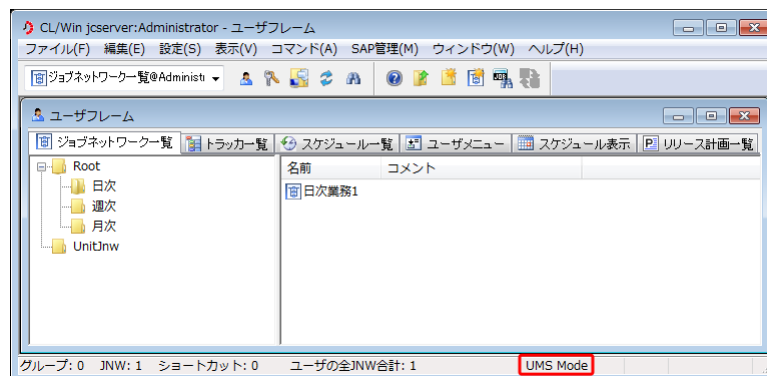 CL/Win jcserver:Administrator - ユーザフレーム
ファイル(F) 編集(E) 設定(S) 表示(V) コマンド(A) SAP管理(M) ウィンドウ(W) ヘルプ(H)
ジョブネットワーク一覧@Administ
ユーザフレーム
ジョブネットワーク一覧 トラッカ一覧 スケジュール一覧 ユーザメニュー スケジュール表示 リリース計画一覧
Root
日次
週次
月次
UnitJnw
名前 コメント
日次業務1
グループ: 0 JNW: 1 ショートカット: 0 ユーザの全JNW合計: 1 UMS Mode